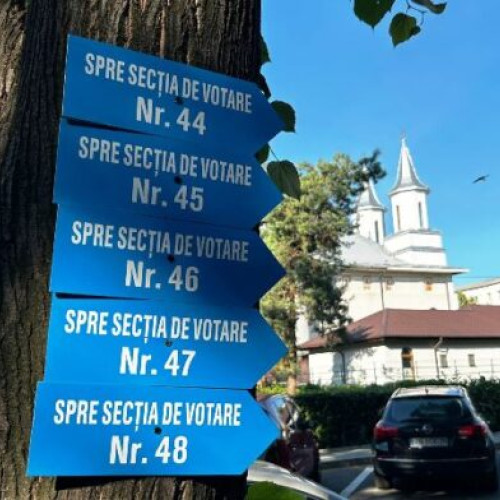 SPRE SECȚIA DE VOTARE
Nr. 44
SPRE SECȚIA DE VOTARE
Nr. 45
SPRE SECȚIA DE VOTARE
Nr. 46
SPRE SECȚIA DE VOTARE
Nr. 47
SPRE SECȚIA DE VOTARE
Nr. 48